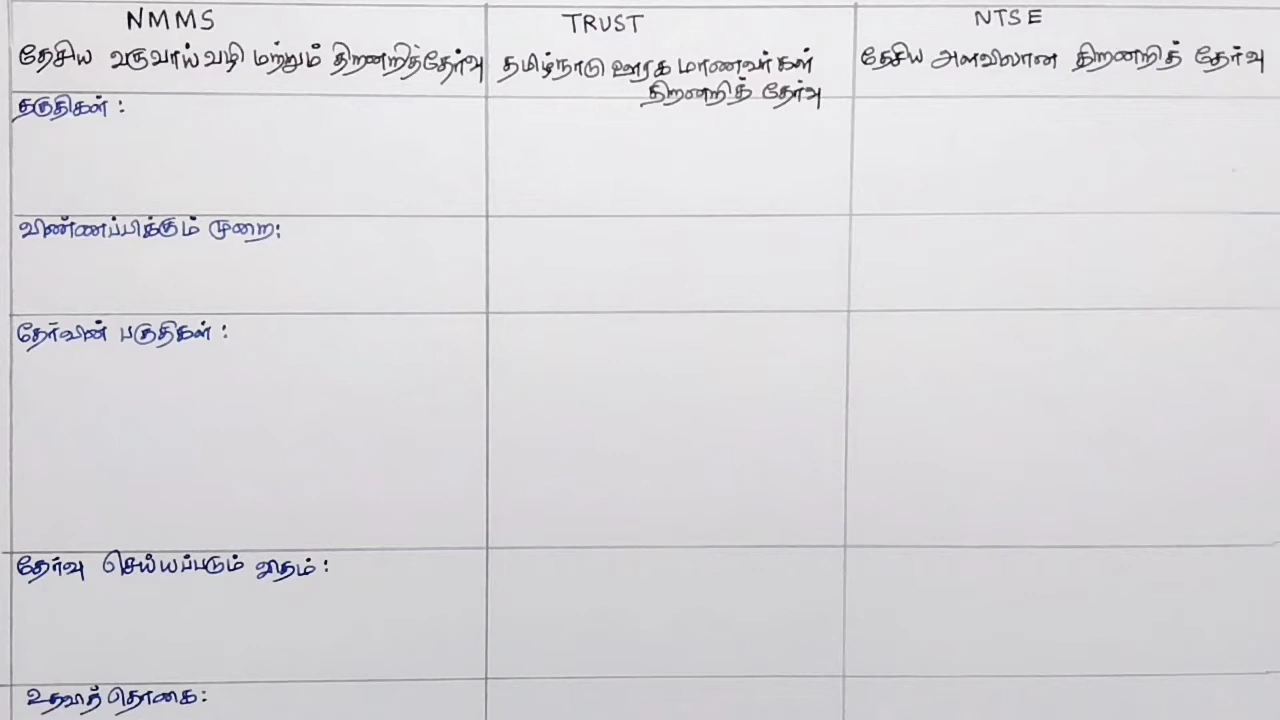 NMMS
தேசிய வருவாய் வழி மற்றும் திறனறித்தேர்வு
TRUST
தமிழ்நாடு ஊரக மாணவர்கள்
திறனறித் தேர்வு
NTSE
தேசிய அளவிலான திறனறித் தேர்வு
தகுதிகள் :
விண்ணப்பிக்கும் முறை:
தேர்வின் பகுதிகள் :
தேர்வு செய்யப்படும் விதம் :
உதவித்தொகை: